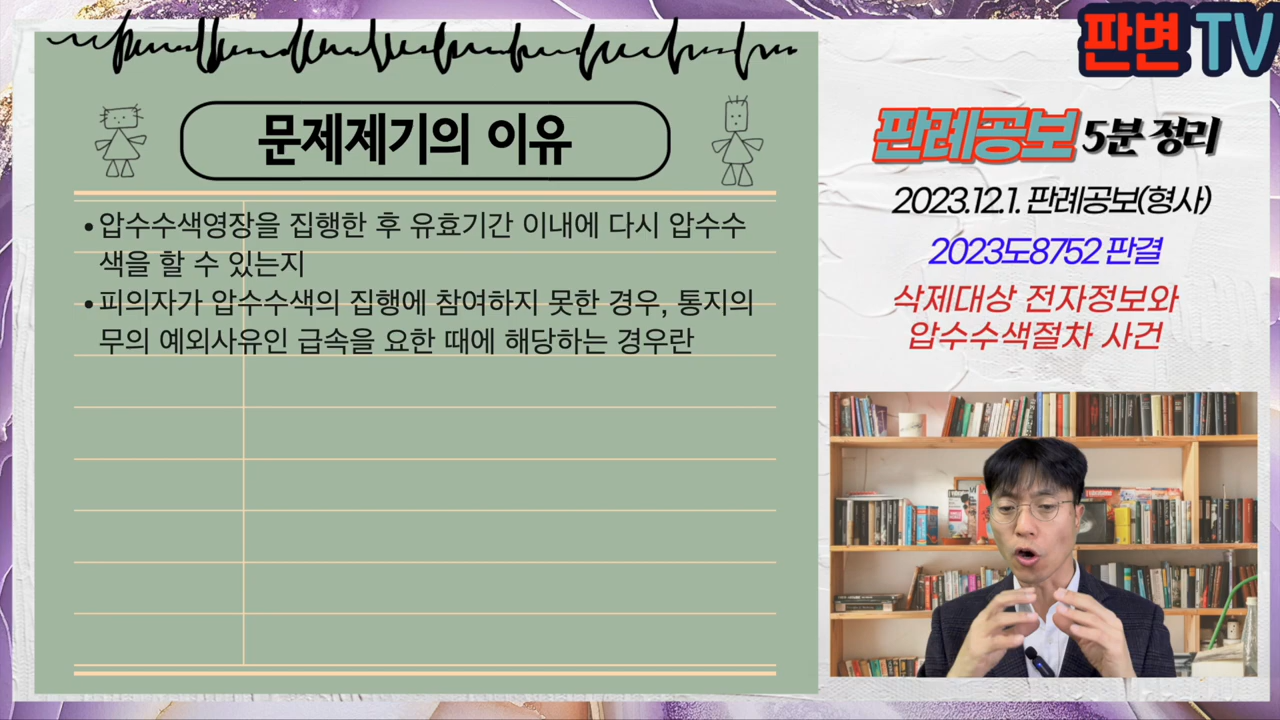 판변 TV
문제제기의 이유
• 압수수색영장을 집행한 후 유효기간 이내에 다시 압수수
색을 할 수 있는지
• 피의자가 압수수색의 집행에 참여하지 못한 경우, 통지의
무의 예외사유인 급속을 요한 때에 해당하는 경우란
판례공보 5분 정리
2023.12.1. 판례공보(형사)
2023도8752 판결
삭제대상 전자정보와
압수수색절차 사건